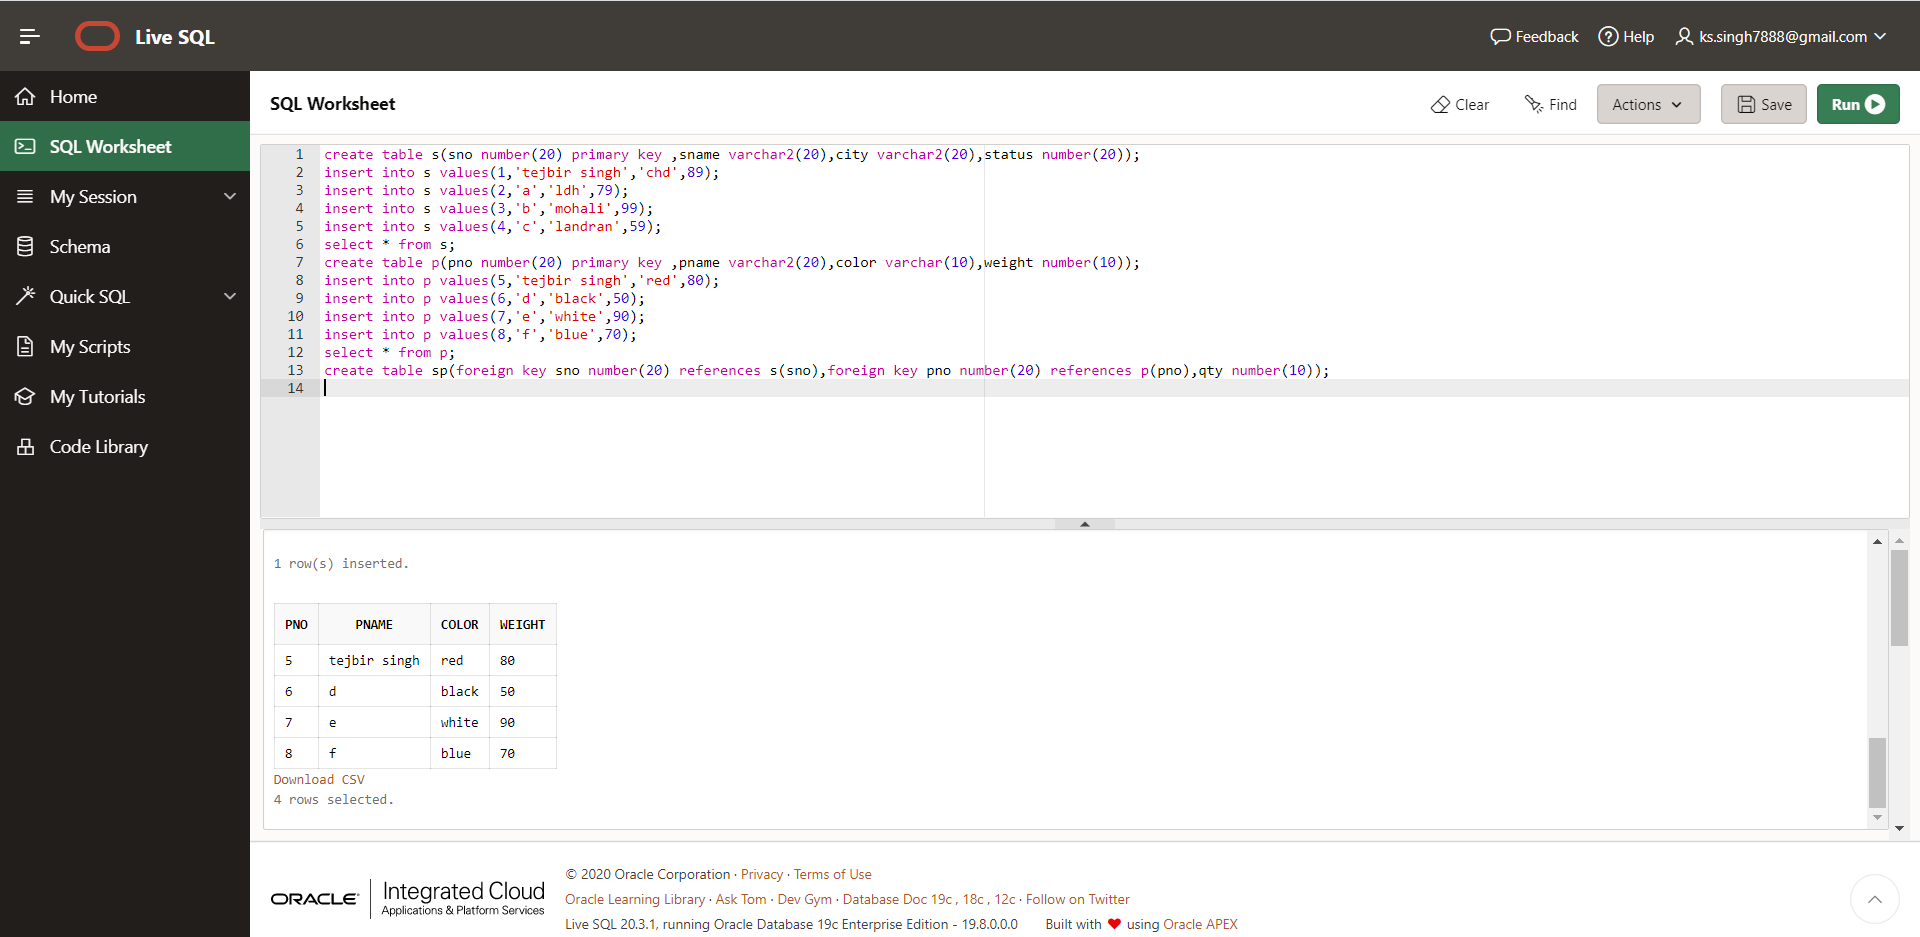 Live SQL
Feedback
Help
ks.singh7888@gmail.com
Home
SQL Worksheet
My Session
Schema
Quick SQL
My Scripts
My Tutorials
Code Library
SQL Worksheet
Clear
Find
Actions
Save
Run
1 create table s(sno number(20) primary key ,sname varchar2(20),city varchar2(20),status number(20));
2 insert into s values(1,'tejbir singh','chd',89);
3 insert into s values(2,'a','ldh',79);
4 insert into s values(3,'b','mohali',99);
5 insert into s values(4,'c','landran',59);
6 select * from s;
7 create table p(pno number(20) primary key ,pname varchar2(20),color varchar(10),weight number(10));
8 insert into p values(5,'tejbir singh','red',80);
9 insert into p values(6,'d','black',50);
10 insert into p values(7,'e','white',90);
11 insert into p values(8,'f','blue',70);
12 select * from p;
13 create table sp(foreign key sno number(20) references s(sno),foreign key pno number(20) references p(pno),qty number(10));
14
1 row(s) inserted.
PNO PNAME COLOR WEIGHT
5 tejbir singh red 80
6 d black 50
7 e white 90
8 f blue 70
Download CSV
4 rows selected.
ORACLE
Integrated Cloud
Applications & Platform Services
© 2020 Oracle Corporation · Privacy · Terms of Use
Oracle Learning Library · Ask Tom · Dev Gym · Database Doc 19c , 18c , 12c · Follow on Twitter
Live SQL 20.3.1, running Oracle Database 19c Enterprise Edition - 19.8.0.0.0 Built with ❤ using Oracle APEX